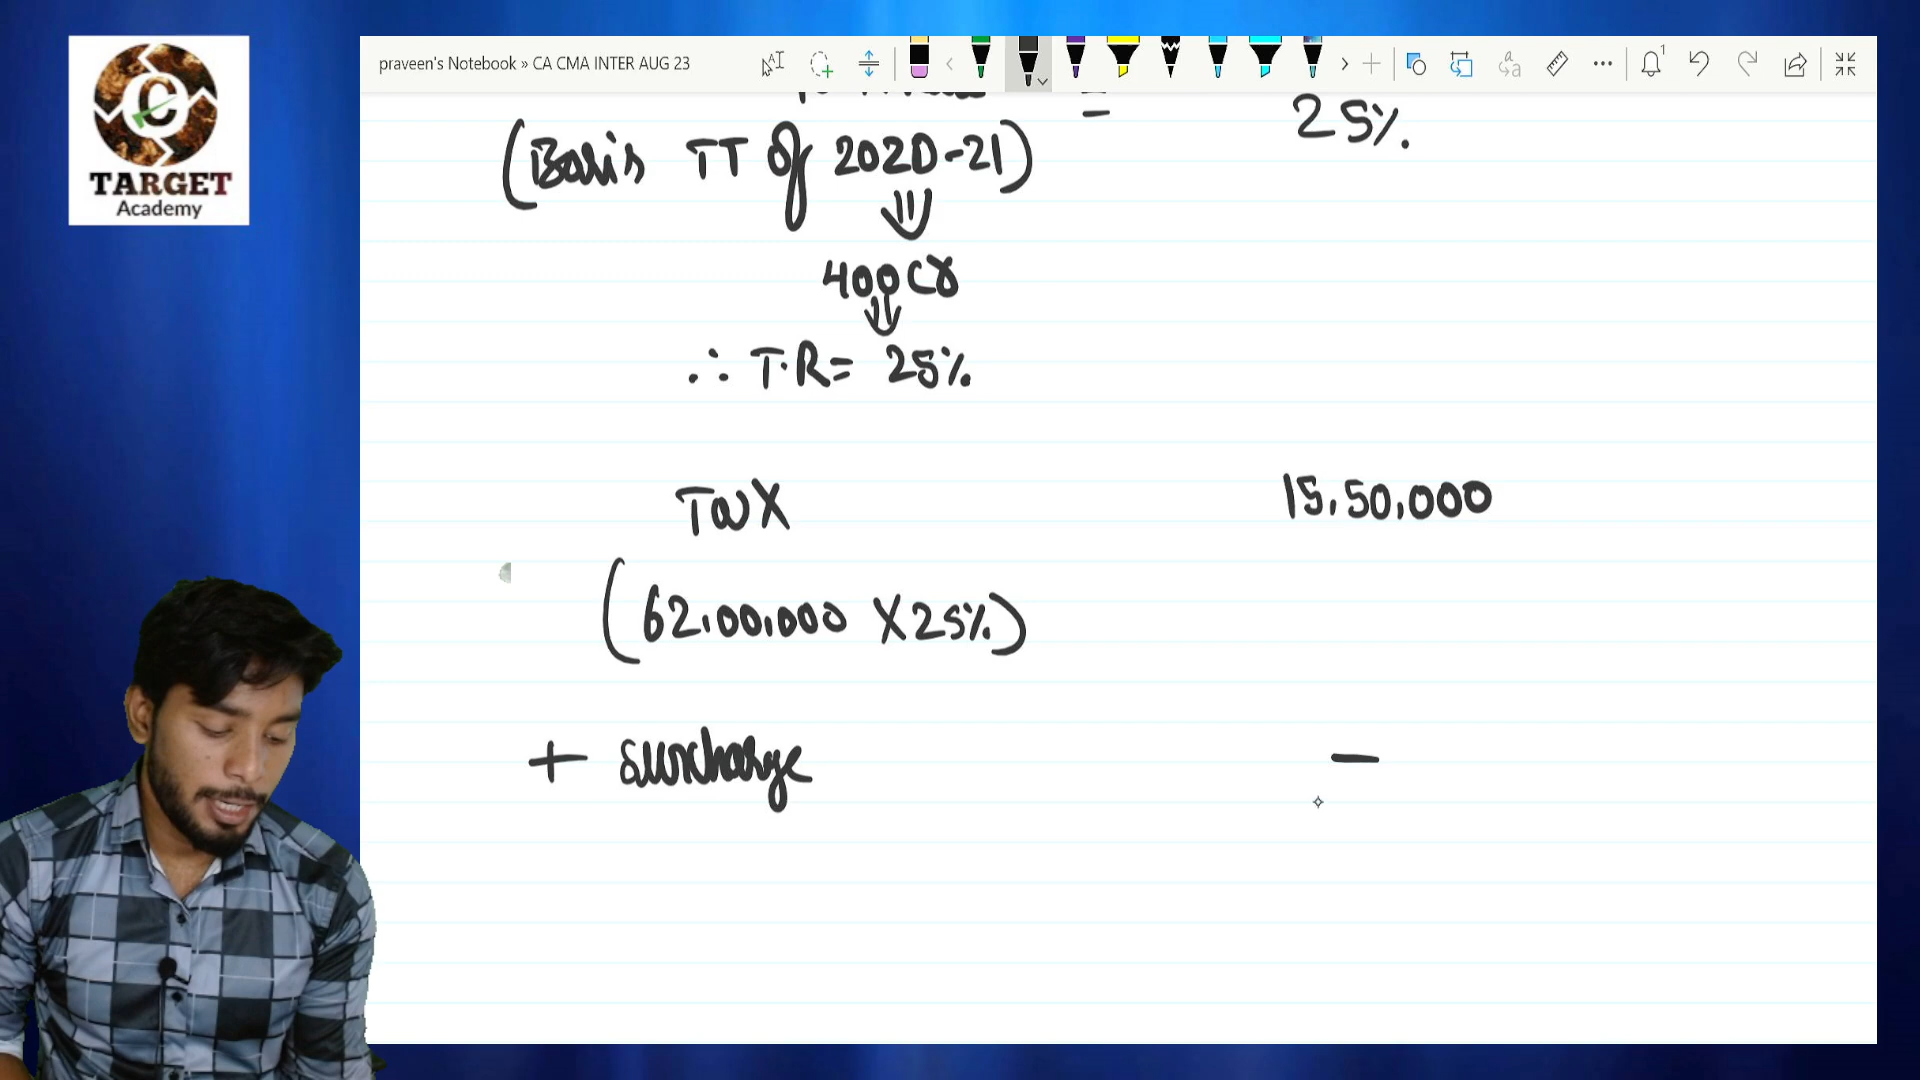 C
TARGET
Academy
praveen's Notebook » CA CMA INTER AUG 23
25%.
(Basis TT of 2020-21)
400 Cr
∴ T.R = 25%
Tax 15,50,000
(62,00,000 X 25%)
+ surcharge –